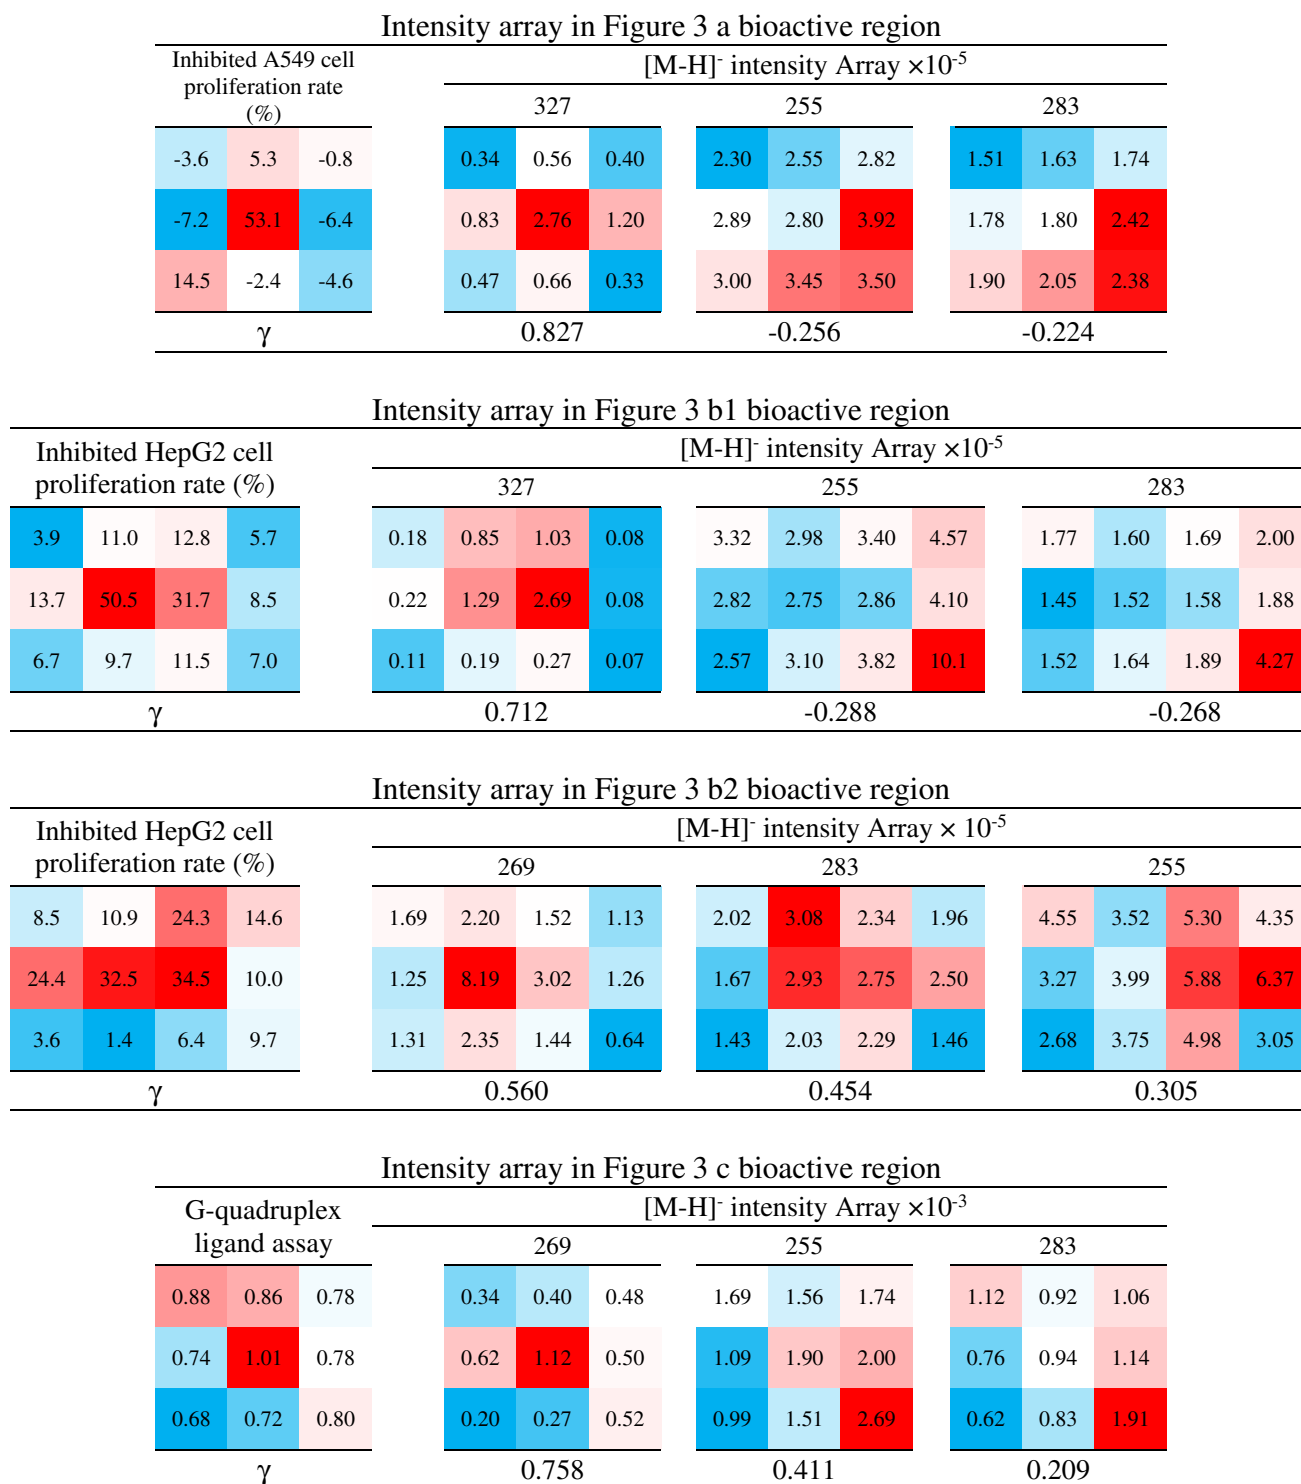 Intensity array in Figure 3 a bioactive region
Inhibited A549 cell proliferation rate (%)
[M-H]- intensity Array ×10-5
327 255 283
-3.6 5.3 -0.8 0.34 0.56 0.40 2.30 2.55 2.82 1.51 1.63 1.74
-7.2 53.1 -6.4 0.83 2.76 1.20 2.89 2.80 3.92 1.78 1.80 2.42
14.5 -2.4 -4.6 0.47 0.66 0.33 3.00 3.45 3.50 1.90 2.05 2.38
γ 0.827 -0.256 -0.224
Intensity array in Figure 3 b1 bioactive region
Inhibited HepG2 cell proliferation rate (%)
[M-H]- intensity Array ×10-5
327 255 283
3.9 11.0 12.8 5.7 0.18 0.85 1.03 0.08 3.32 2.98 3.40 4.57 1.77 1.60 1.69 2.00
13.7 50.5 31.7 8.5 0.22 1.29 2.69 0.08 2.82 2.75 2.86 4.10 1.45 1.52 1.58 1.88
6.7 9.7 11.5 7.0 0.11 0.19 0.27 0.07 2.57 3.10 3.82 10.1 1.52 1.64 1.89 4.27
γ 0.712 -0.288 -0.268
Intensity array in Figure 3 b2 bioactive region
Inhibited HepG2 cell proliferation rate (%)
[M-H]- intensity Array × 10-5
269 283 255
8.5 10.9 24.3 14.6 1.69 2.20 1.52 1.13 2.02 3.08 2.34 1.96 4.55 3.52 5.30 4.35
24.4 32.5 34.5 10.0 1.25 8.19 3.02 1.26 1.67 2.93 2.75 2.50 3.27 3.99 5.88 6.37
3.6 1.4 6.4 9.7 1.31 2.35 1.44 0.64 1.43 2.03 2.29 1.46 2.68 3.75 4.98 3.05
γ 0.560 0.454 0.305
Intensity array in Figure 3 c bioactive region
G-quadruplex ligand assay
[M-H]- intensity Array ×10-3
269 255 283
0.88 0.86 0.78 0.34 0.40 0.48 1.69 1.56 1.74 1.12 0.92 1.06
0.74 1.01 0.78 0.62 1.12 0.50 1.09 1.90 2.00 0.76 0.94 1.14
0.68 0.72 0.80 0.20 0.27 0.52 0.99 1.51 2.69 0.62 0.83 1.91
γ 0.758 0.411 0.209